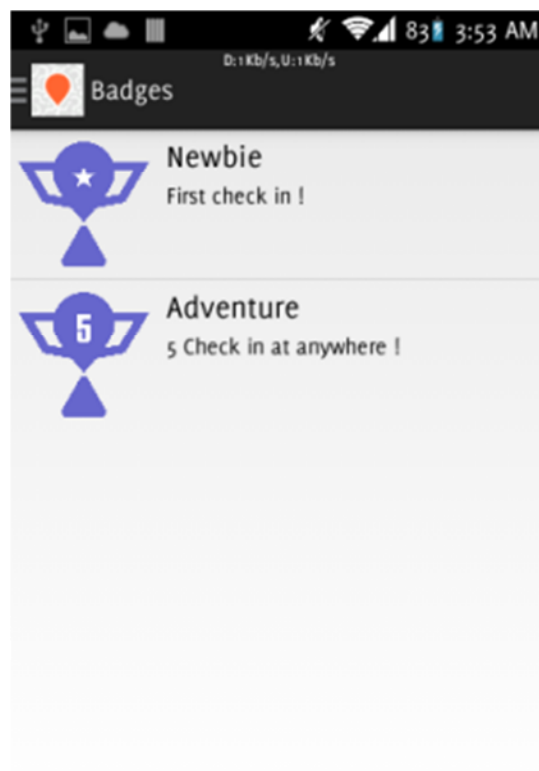 83 3:53 AM
D:1Kb/s,U:1Kb/s
Badges
Newbie
First check in !
5
Adventure
5 Check in at anywhere !